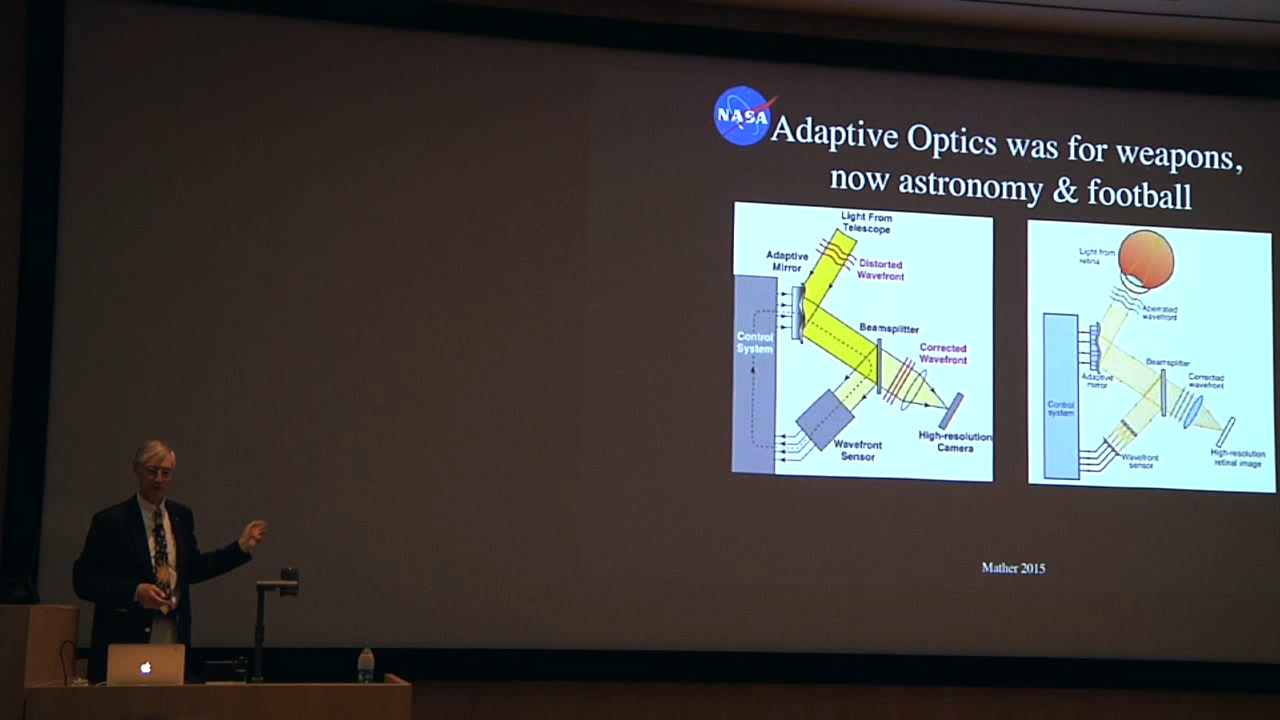 NASA
Adaptive Optics was for weapons,
now astronomy & football
Light From
Telescope
Adaptive
Mirror
Distorted
Wavefront
Control
System
Beamsplitter
Corrected
Wavefront
Wavefront
Sensor
High-resolution
Camera
Light from
retina
Aberrated
wavefront
Adaptive
mirror
Beamsplitter
Corrected
wavefront
Control
system
Wavefront
sensor
High-resolution
retinal image
Mather 2015